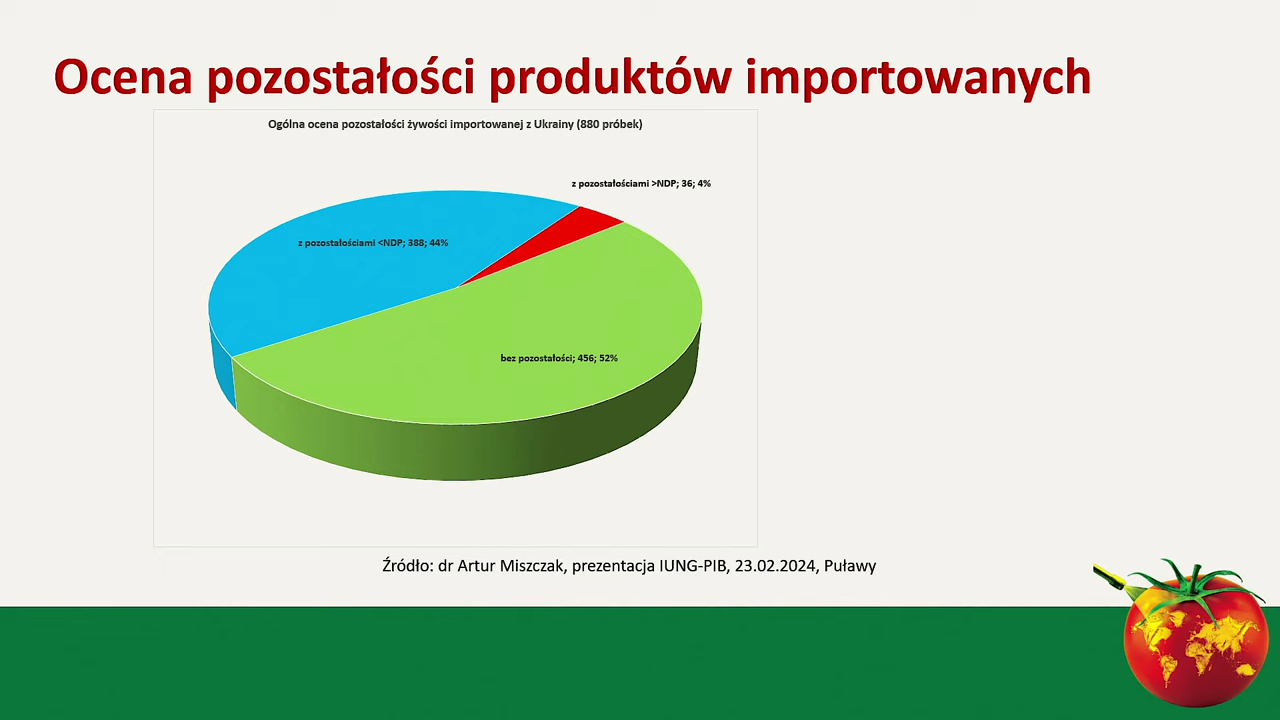 Ocena pozostałości produktów importowanych
Ogólna ocena pozostałości żywości importowanej z Ukrainy (880 próbek)
z pozostałościami >NDP; 36; 4%
z pozostałościami <NDP; 388; 44%
bez pozostałości; 456; 52%
Źródło: dr Artur Miszczak, prezentacja IUNG-PIB, 23.02.2024, Puławy